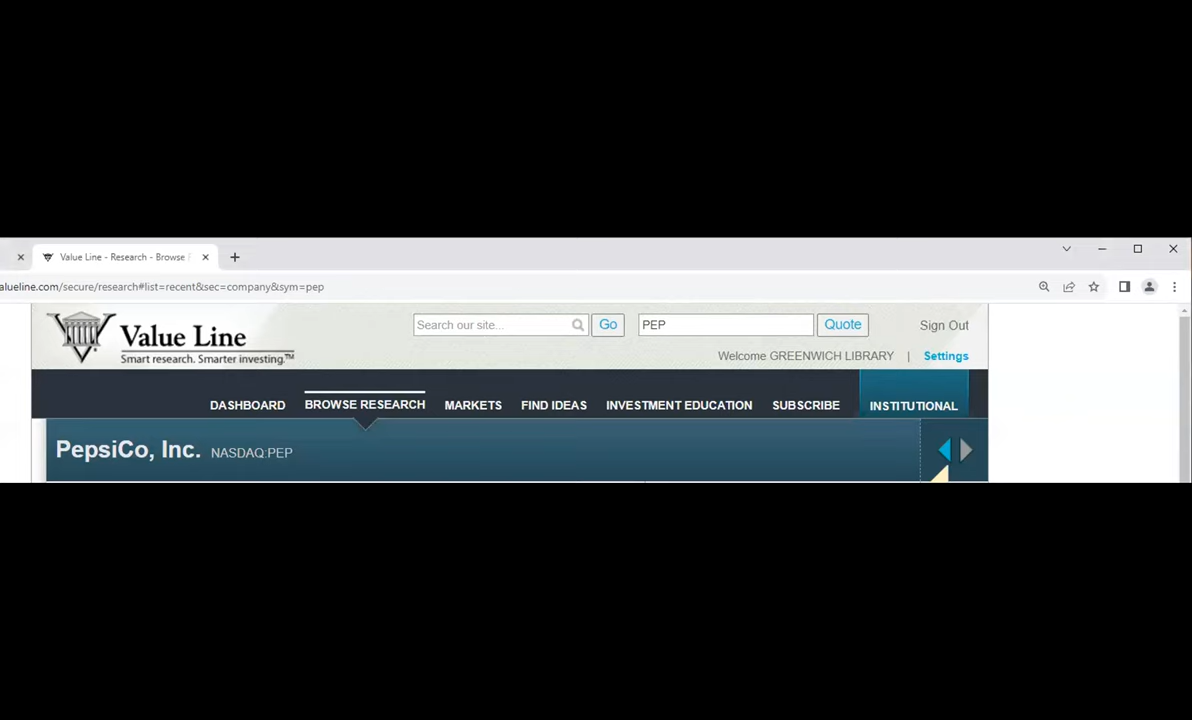 Value Line - Research - Browse
alueline.com/secure/research#list=recent&sec=company&sym=pep
Value Line
Smart research. Smarter investing.™
Search our site...
Go
PEP
Quote
Sign Out
Welcome GREENWICH LIBRARY | Settings
DASHBOARD BROWSE RESEARCH MARKETS FIND IDEAS INVESTMENT EDUCATION SUBSCRIBE INSTITUTIONAL
PepsiCo, Inc. NASDAQ:PEP